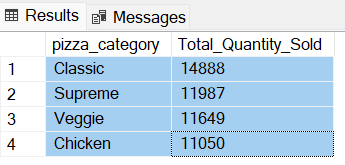 Results Messages
pizza_category Total_Quantity_Sold
1 Classic 14888
2 Supreme 11987
3 Veggie 11649
4 Chicken 11050